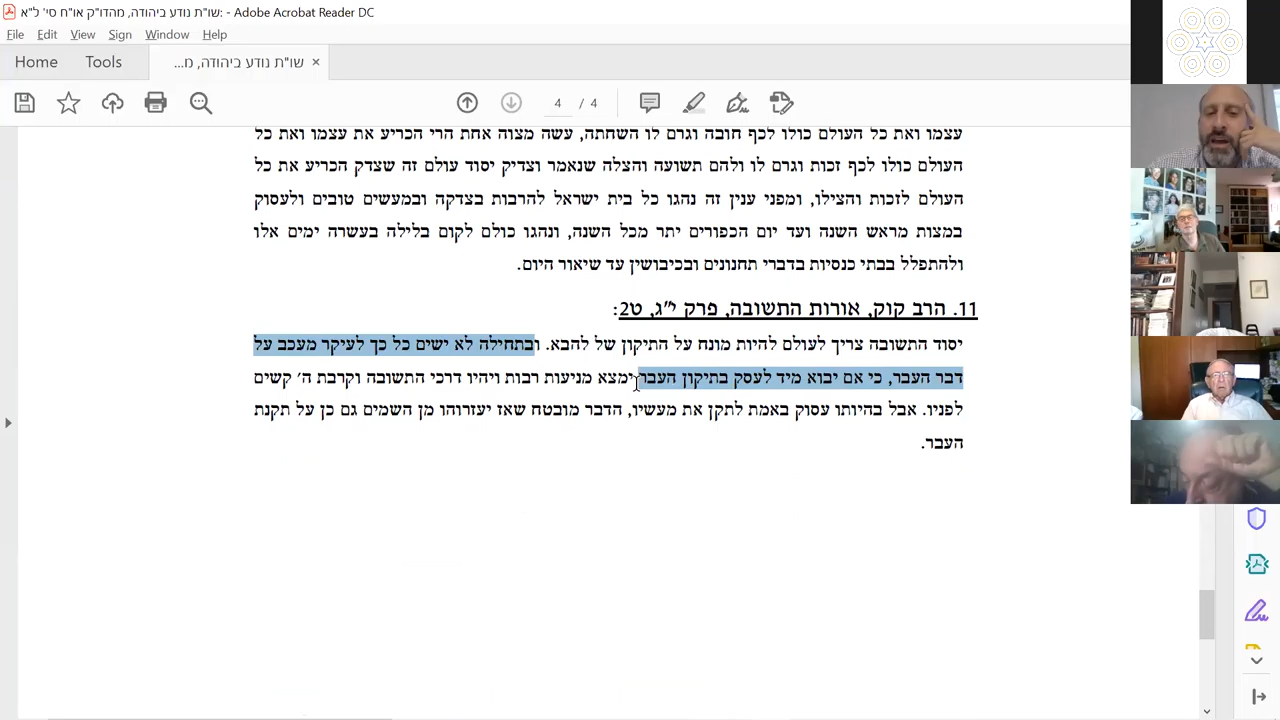 שו"ת נודע ביהודה, מהדו"ק או"ח סי' ל"א: - Adobe Acrobat Reader DC
File Edit View Sign Window Help
Home Tools שו"ת נודע ביהודה, מ... ×
4 / 4
עצמו ואת כל העולם כולו לכף חובה וגרם לו השחתה, עשה מצוה אחת הרי הכריע את עצמו ואת כל
העולם כולו לכף זכות וגרם לו ולהם תשועה והצלה שנאמר וצדיק יסוד עולם זה שצדק הכריע את כל
העולם לזכות והצילו, ומפני ענין זה נהגו כל בית ישראל להרבות בצדקה ובמעשים טובים ולעסוק
במצות מראש השנה ועד יום הכפורים יתר מכל השנה, ונהגו כולם לקום בלילה בעשרה ימים אלו
ולהתפלל בבתי כנסיות בדברי תחנונים ובכיבושין עד שיאור היום.
11. הרב קוק, אורות התשובה, פרק י"ג, ט2:
יסוד התשובה צריך לעולם להיות מונח על התיקון של להבא. ובתחילה לא ישים כל כך לעיקר מעכב על
דבר העבר, כי אם יבוא מיד לעסק בתיקון העבר ימצא מניעות רבות ויהיו דרכי התשובה וקרבת ה' קשים
לפניו. אבל בהיותו עסוק באמת לתקן את מעשיו, הדבר מובטח שאז יעזרוהו מן השמים גם כן על תקנת
העבר.